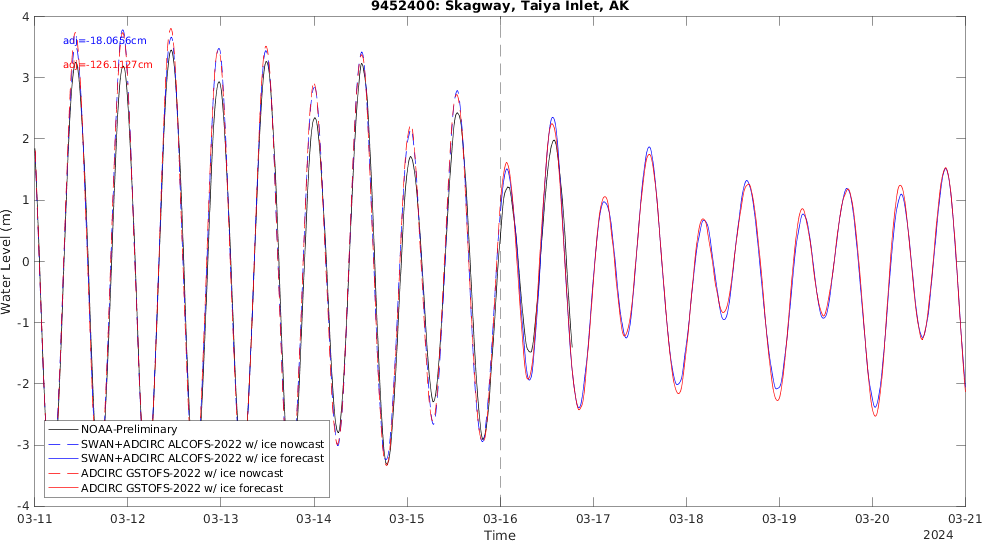 9452400: Skagway, Taiya Inlet, AK
4
adj=-18.0656cm
adj=-126.1127cm
3
2
1
0
-1
-2
-3
-4
Water Level (m)
NOAA-Preliminary
SWAN+ADCIRC ALCOFS-2022 w/ ice nowcast
SWAN+ADCIRC ALCOFS-2022 w/ ice forecast
ADCIRC GSTOFS-2022 w/ ice nowcast
ADCIRC GSTOFS-2022 w/ ice forecast
03-11 03-12 03-13 03-14 03-15 03-16 03-17 03-18 03-19 03-20 03-21
Time
2024